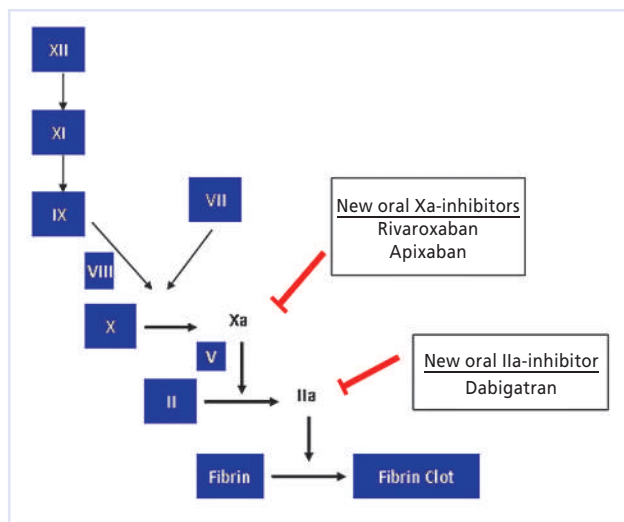 XII
XI
IX
VII
New oral Xa-inhibitors
Rivaroxaban
Apixaban
VIII
X
Xa
V
New oral IIa-inhibitor
Dabigatran
II
IIa
Fibrin
Fibrin Clot